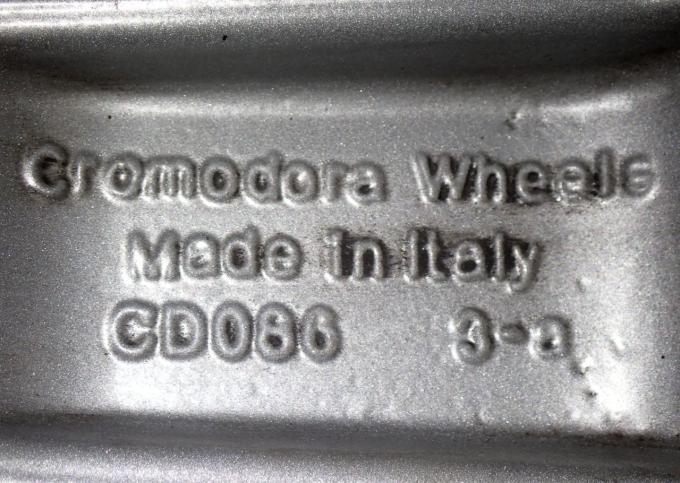 Cromodora Wheels
Made in Italy
CD086 3-a